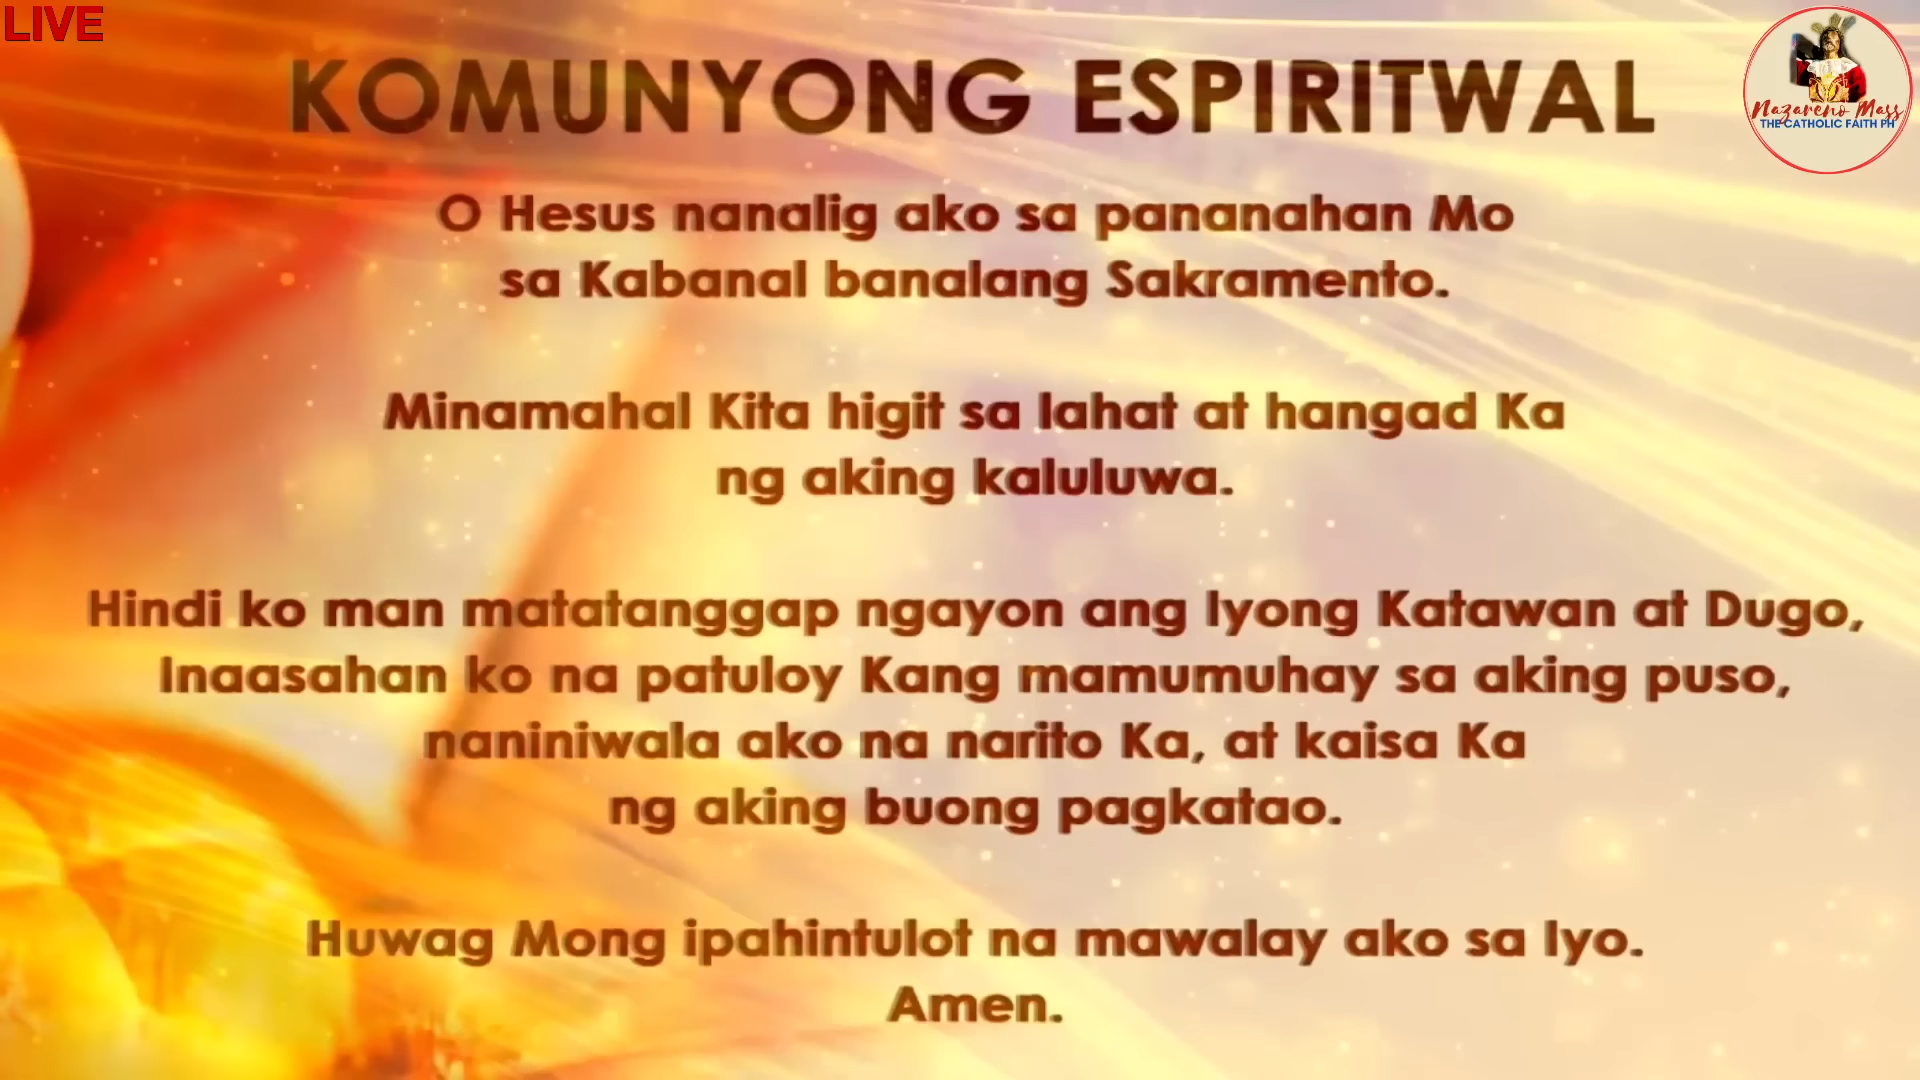 LIVE
KOMUNYONG ESPIRITWAL
Nazareno Mass
THE CATHOLIC FAITH PH
O Hesus nanalig ako sa pananahan Mo
sa Kabanal banalang Sakramento.
Minamahal Kita higit sa lahat at hangad Ka
ng aking kaluluwa.
Hindi ko man matatanggap ngayon ang Iyong Katawan at Dugo,
Inaasahan ko na patuloy Kang mamumuhay sa aking puso,
naniniwala ako na narito Ka, at kaisa Ka
ng aking buong pagkatao.
Huwag Mong ipahintulot na mawalay ako sa Iyo.
Amen.